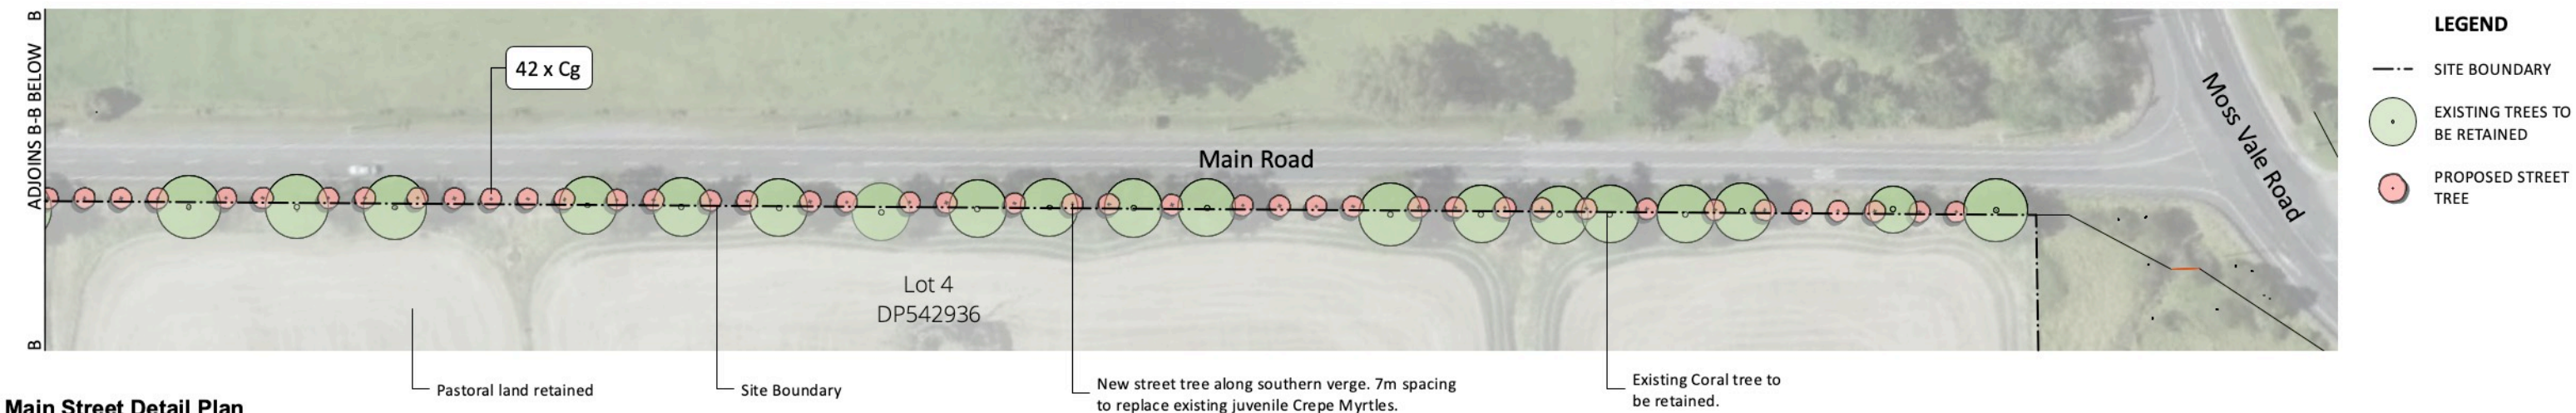 B
ADJOINS B-B BELOW
B
42 x Cg
Main Road
Moss Vale Road
Lot 4
DP542936
Pastoral land retained
Site Boundary
New street tree along southern verge. 7m spacing
to replace existing juvenile Crepe Myrtles.
Existing Coral tree to
be retained.
Main Street Detail Plan
LEGEND
SITE BOUNDARY
EXISTING TREES TO
BE RETAINED
PROPOSED STREET
TREE